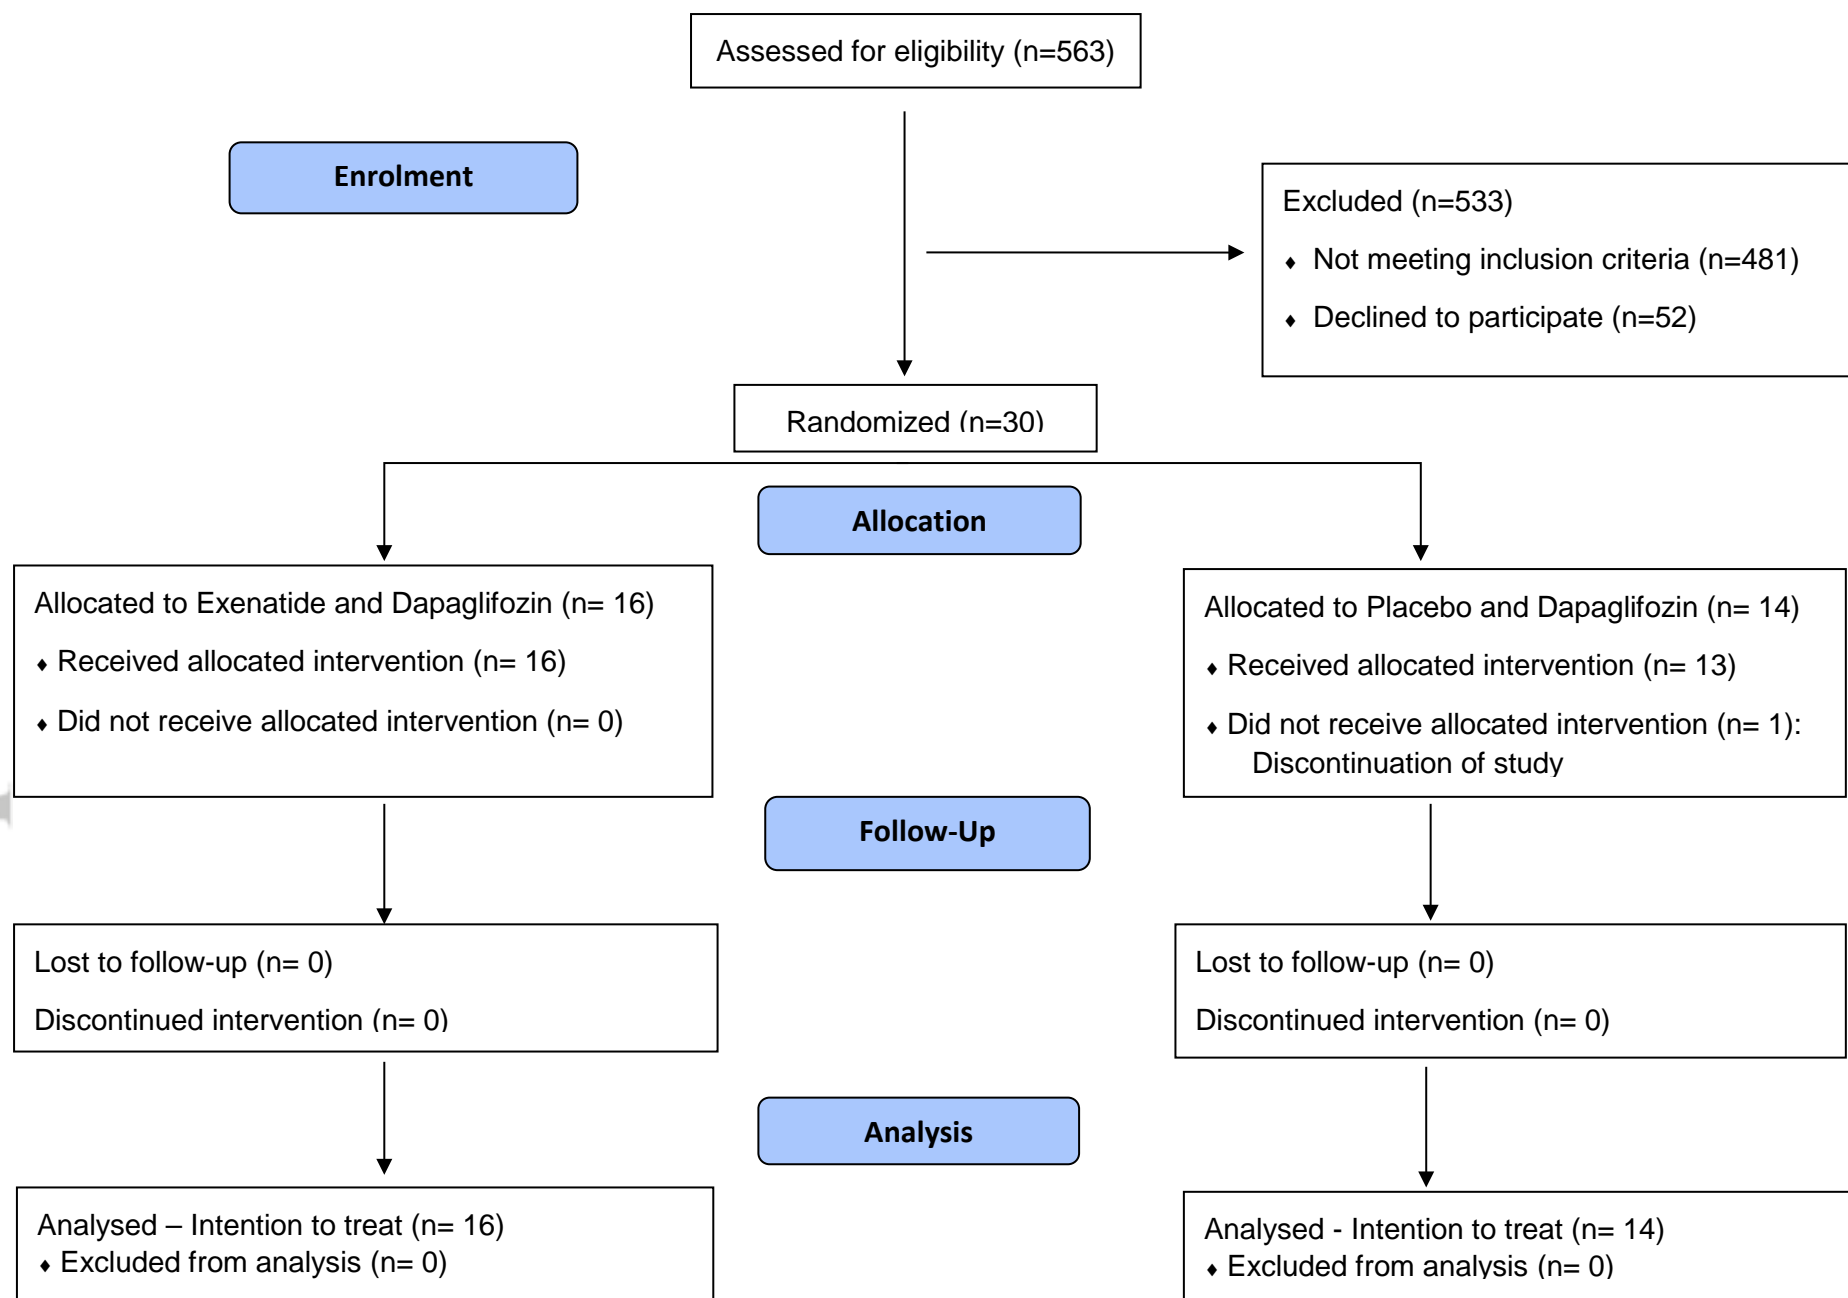 Assessed for eligibility (n=563)
Enrolment
Excluded (n=533)
♦ Not meeting inclusion criteria (n=481)
♦ Declined to participate (n=52)
Randomized (n=30)
Allocation
Allocated to Exenatide and Dapaglifozin (n= 16)
♦ Received allocated intervention (n= 16)
♦ Did not receive allocated intervention (n= 0)
Allocated to Placebo and Dapaglifozin (n= 14)
♦ Received allocated intervention (n= 13)
♦ Did not receive allocated intervention (n= 1):
Discontinuation of study
Follow-Up
Lost to follow-up (n= 0)
Discontinued intervention (n= 0)
Lost to follow-up (n= 0)
Discontinued intervention (n= 0)
Analysis
Analysed – Intention to treat (n= 16)
♦ Excluded from analysis (n= 0)
Analysed - Intention to treat (n= 14)
♦ Excluded from analysis (n= 0)